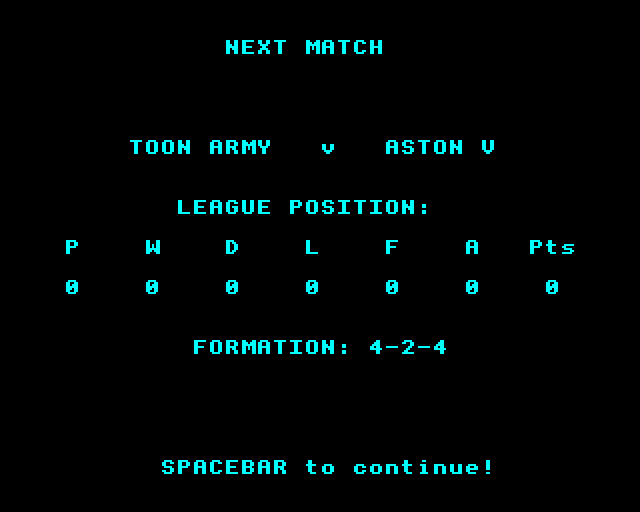 NEXT MATCH
TOON ARMY v ASTON V
LEAGUE POSITION:
P W D L F A Pts
0 0 0 0 0 0 0
FORMATION: 4-2-4
SPACEBAR to continue!